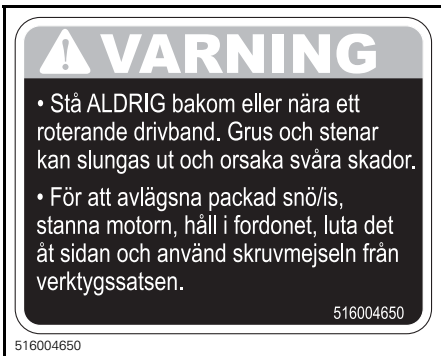 VARNING
• Stå ALDRIG bakom eller nära ett
roterande drivband. Grus och stenar
kan slungas ut och orsaka svåra skador.
• För att avlägsna packad snö/is,
stanna motorn, håll i fordonet, luta det
åt sidan och använd skruvmejseln från
verktygssatsen.
516004650
516004650